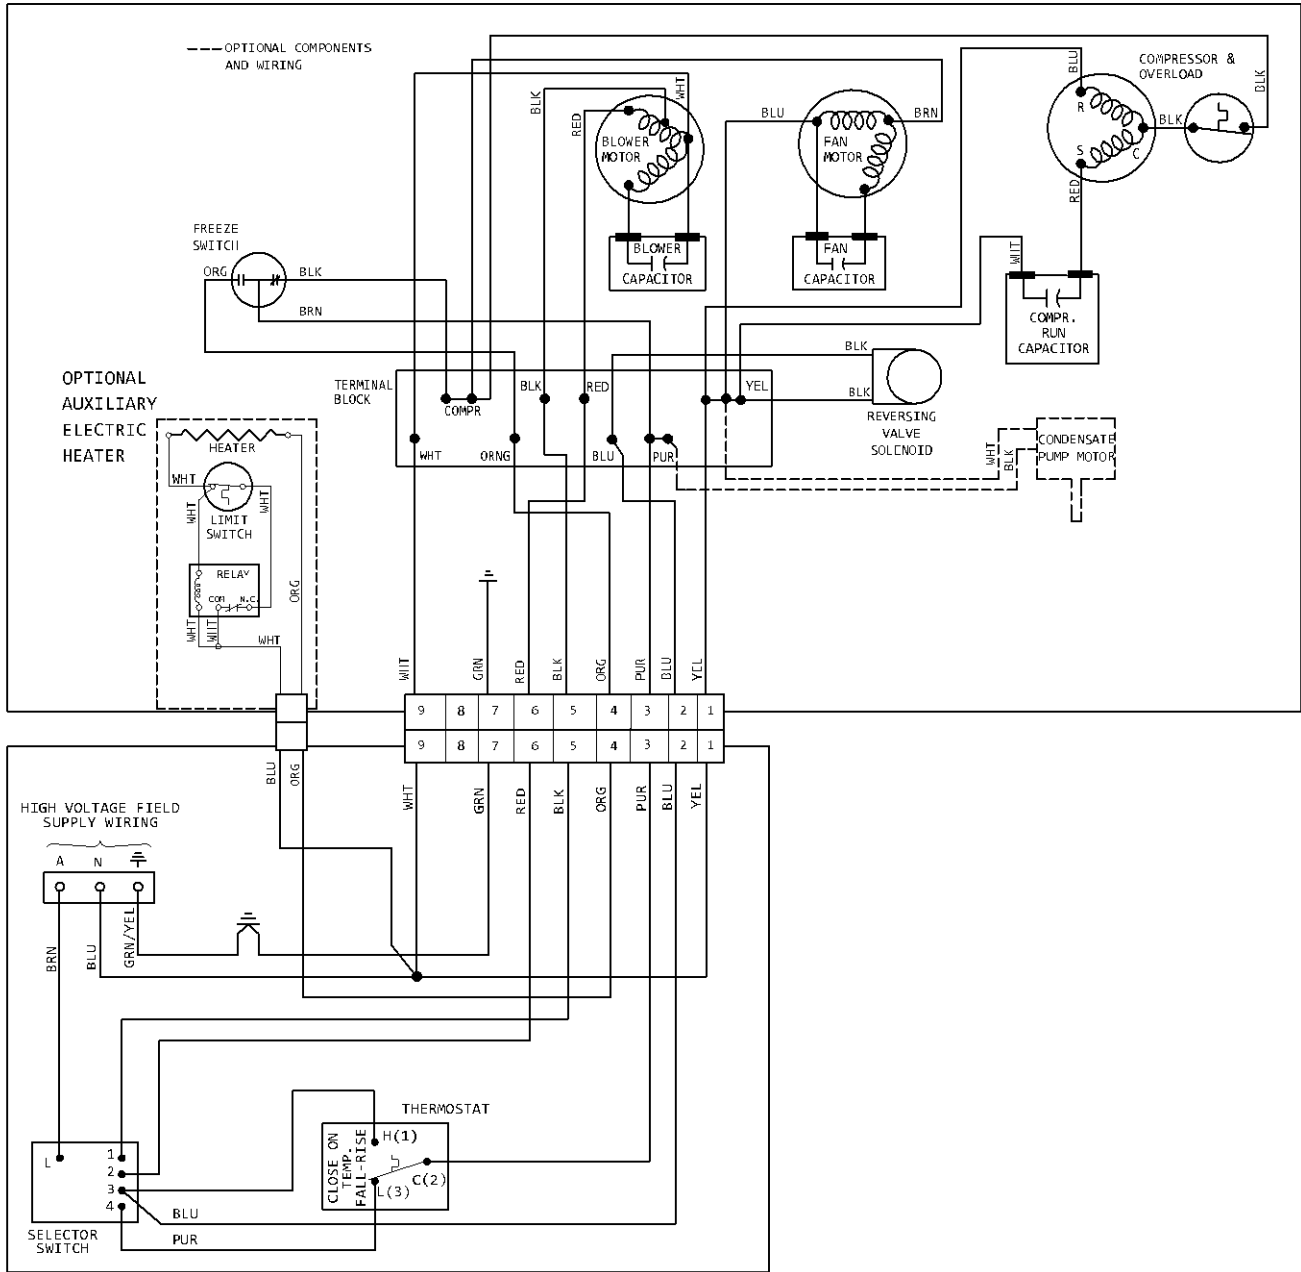 OPTIONAL COMPONENTS
AND WIRING
COMPRESSOR &
OVERLOAD
BLU
BLK
WHT
BLK
RED
BLOWER
MOTOR
BLU
FAN
MOTOR
BRN
R
S
C
BLK
RED
BLOWER
CAPACITOR
FAN
CAPACITOR
WHT
COMPR.
RUN
CAPACITOR
FREEZE
SWITCH
ORG
BLK
BRN
OPTIONAL
AUXILIARY
ELECTRIC
HEATER
TERMINAL
BLOCK
COMPR
BLK
RED
YEL
WHT
ORNG
BLU
PUR
BLK
BLK
REVERSING
VALVE
SOLENOID
WHT
BLK
CONDENSATE
PUMP MOTOR
HEATER
WHT
WHT
WHT
LIMIT
SWITCH
RELAY
COM
N.C.
WHT
WHT
WHT
ORG
WHT
GRN
RED
BLK
ORG
PUR
BLU
YEL
9 8 7 6 5 4 3 2 1
9 8 7 6 5 4 3 2 1
BLU
ORG
WHT
GRN
RED
BLK
ORG
PUR
BLU
YEL
HIGH VOLTAGE FIELD
SUPPLY WIRING
A N
BRN
BLU
GRN/YEL
THERMOSTAT
CLOSE ON
TEMP.
FALL-RISE
H(1)
C(2)
L(3)
L
1
2
3
4
BLU
PUR
SELECTOR
SWITCH